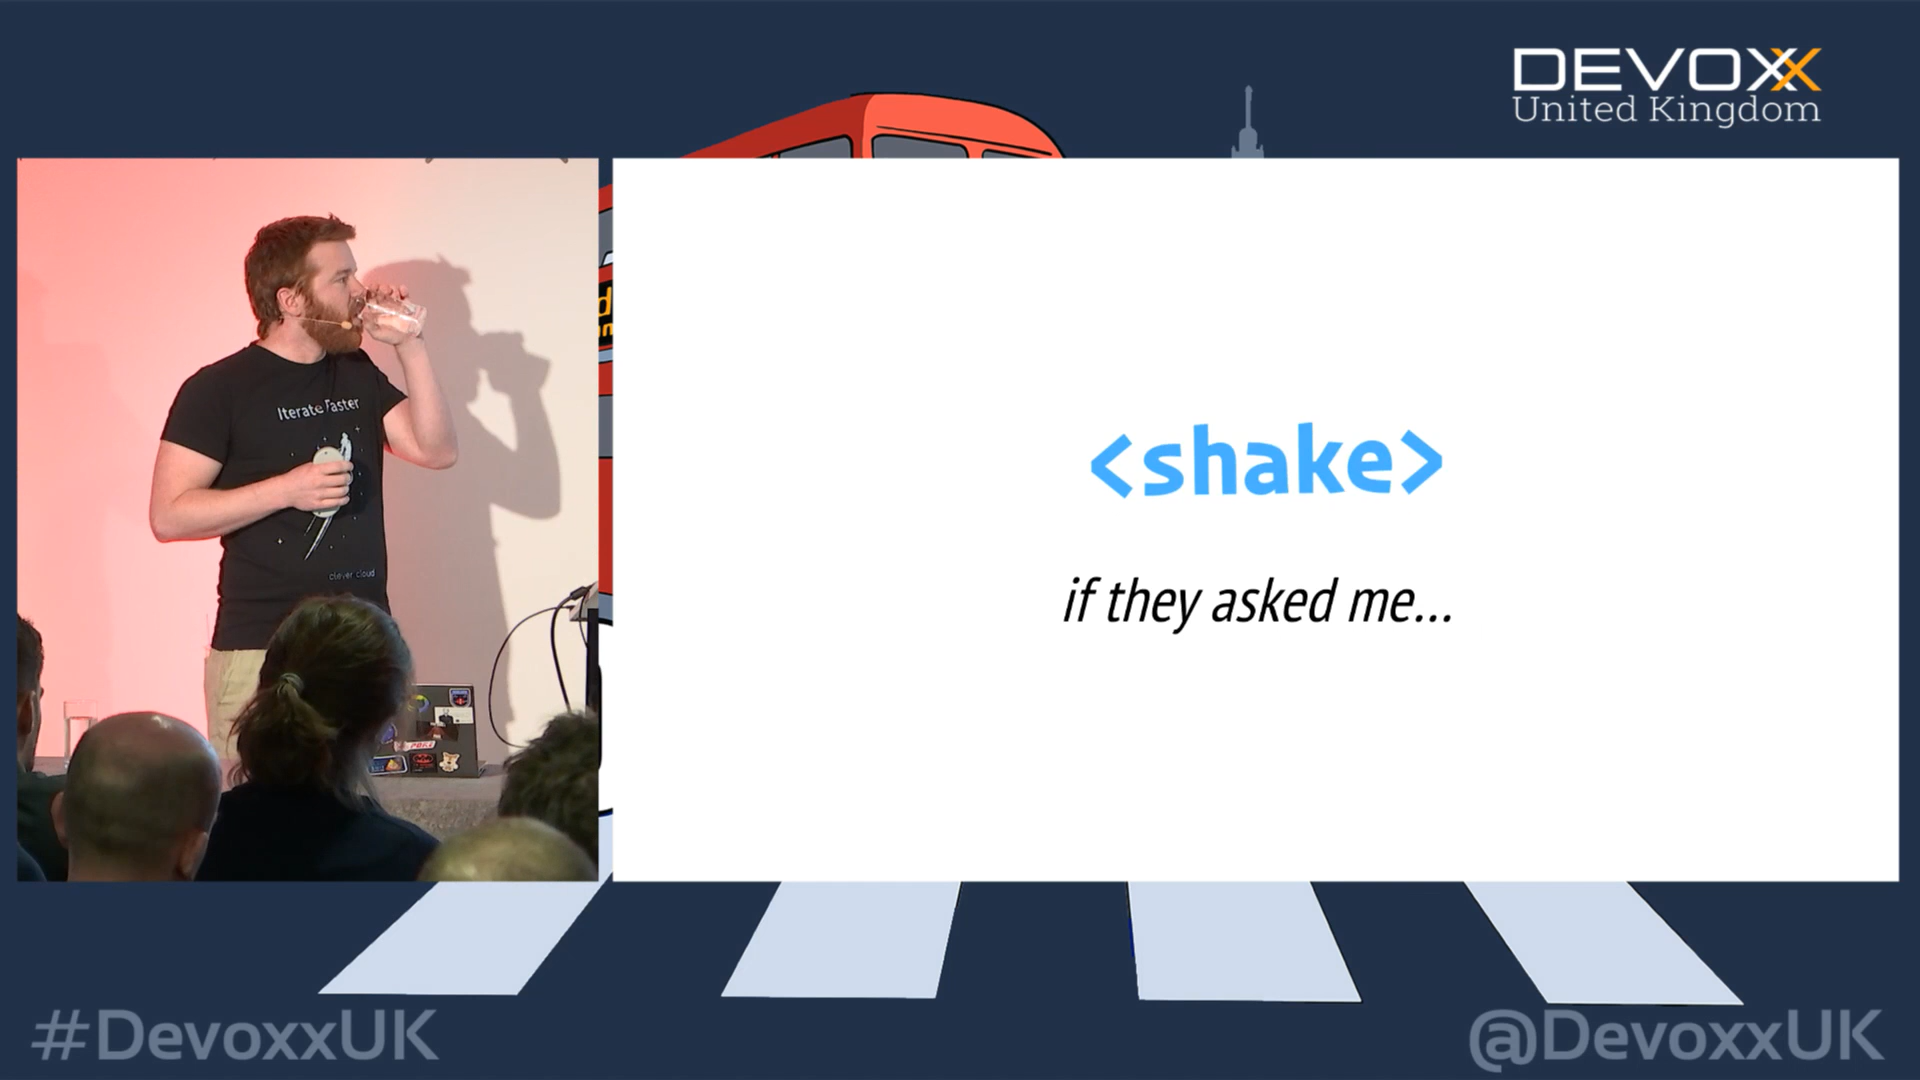 DEVOXX
United Kingdom
Iterate Faster
clever cloud
<shake>
if they asked me...
#DevoxxUK
@DevoxxUK